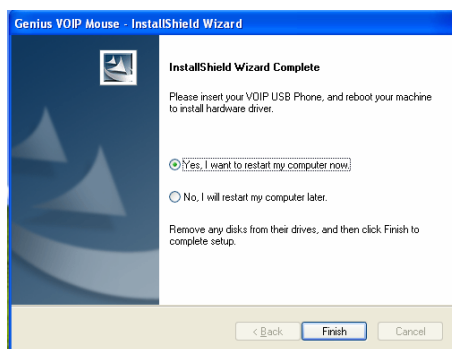 Genius VOIP Mouse - InstallShield Wizard
InstallShield Wizard Complete
Please insert your VOIP USB Phone, and reboot your machine
to install hardware driver.
Yes, I want to restart my computer now.
No, I will restart my computer later.
Remove any disks from their drives, and then click Finish to
complete setup.
< Back Finish Cancel